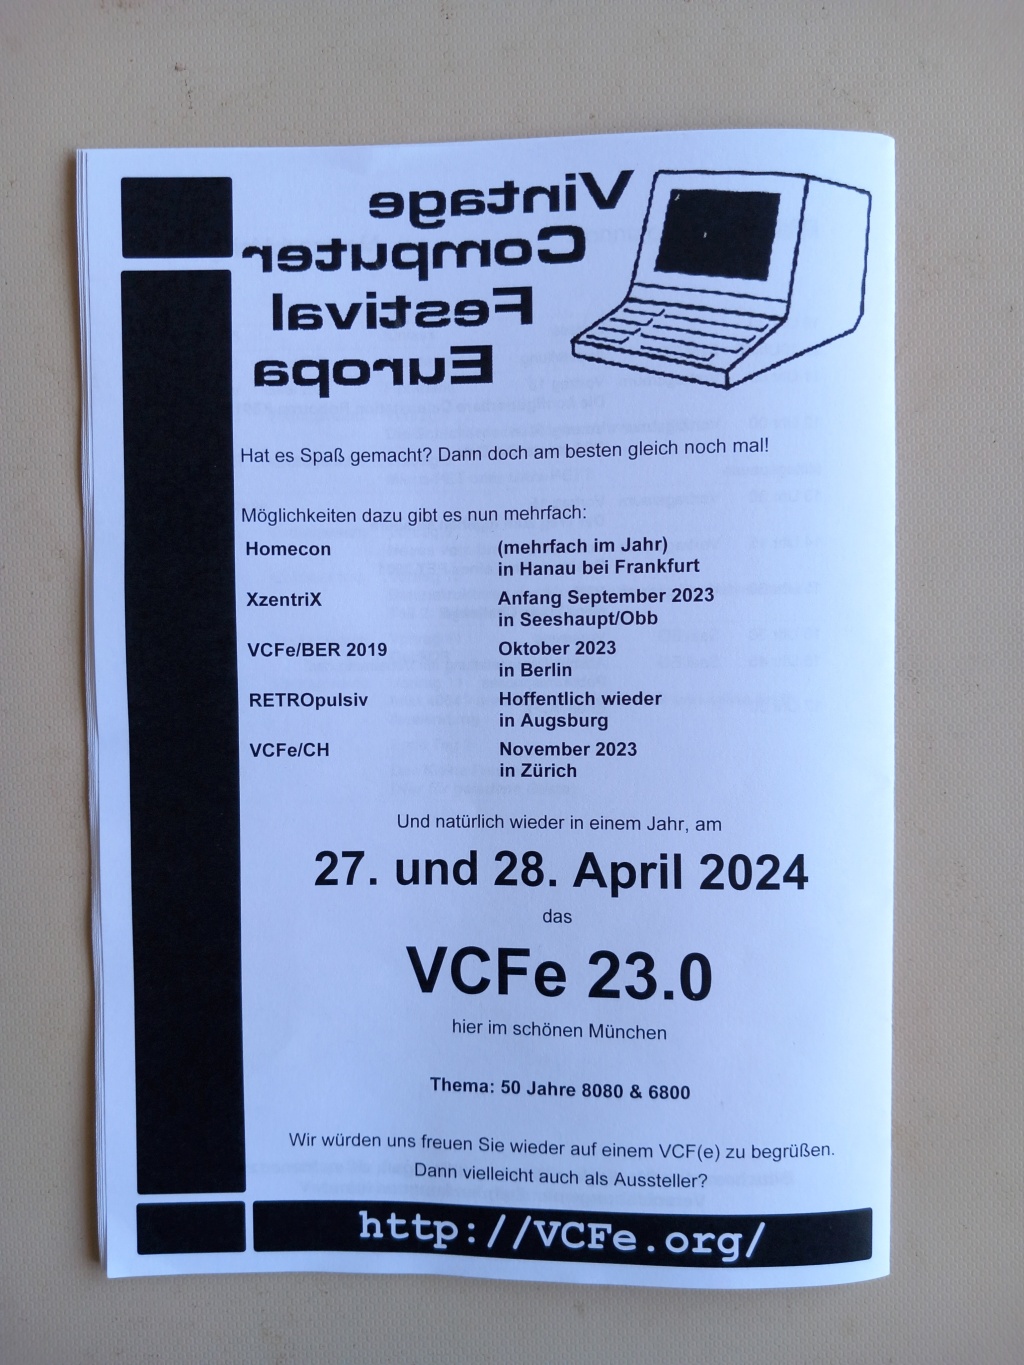 Vintage
Computer
Festival
Europa
Hat es Spaß gemacht? Dann doch am besten gleich noch mal!
Möglichkeiten dazu gibt es nun mehrfach:
Homecon (mehrfach im Jahr)
in Hanau bei Frankfurt
XzentriX Anfang September 2023
in Seeshaupt/Obb
VCFe/BER 2019 Oktober 2023
in Berlin
RETROpulsiv Hoffentlich wieder
in Augsburg
VCFe/CH November 2023
in Zürich
Und natürlich wieder in einem Jahr, am
27. und 28. April 2024
das
VCFe 23.0
hier im schönen München
Thema: 50 Jahre 8080 & 6800
Wir würden uns freuen Sie wieder auf einem VCF(e) zu begrüßen.
Dann vielleicht auch als Aussteller?
http://VCFe.org/